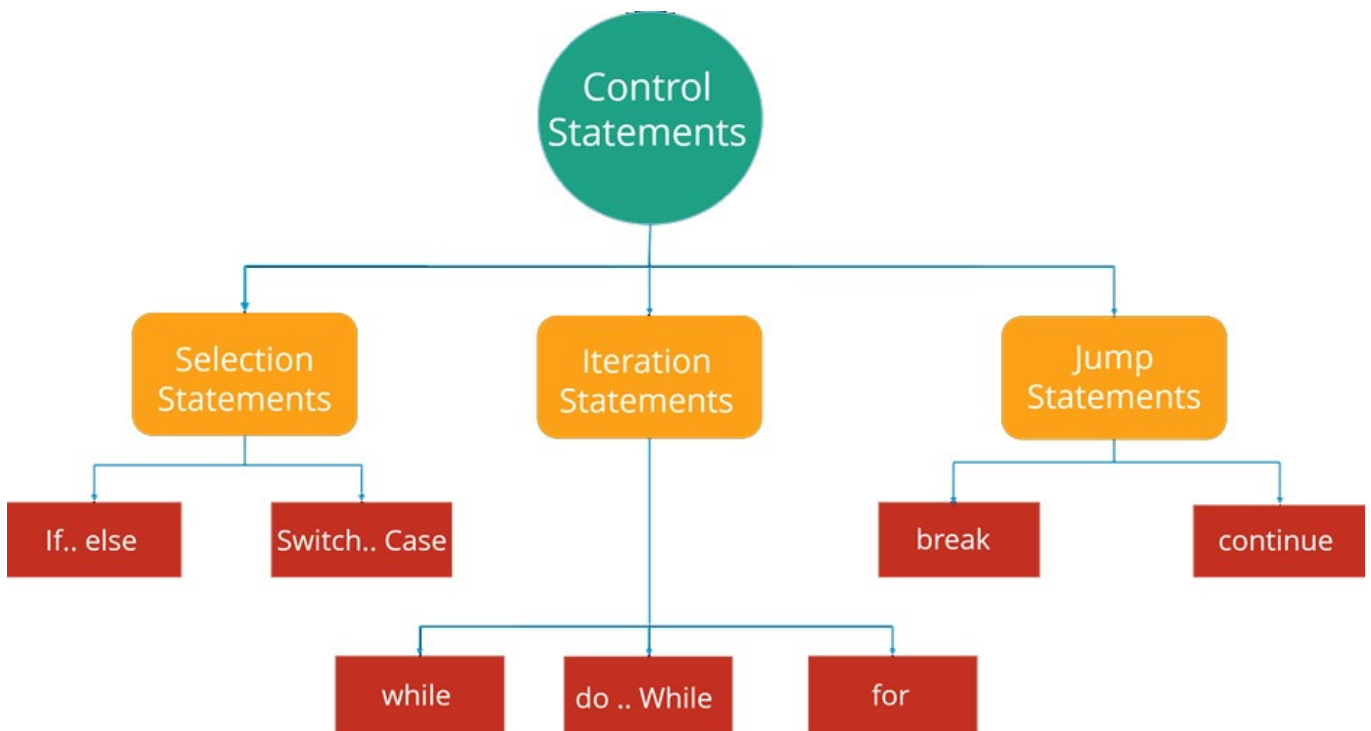 Control
Statements
Selection
Statements
Iteration
Statements
Jump
Statements
If.. else
Switch.. Case
break
continue
while
do .. While
for